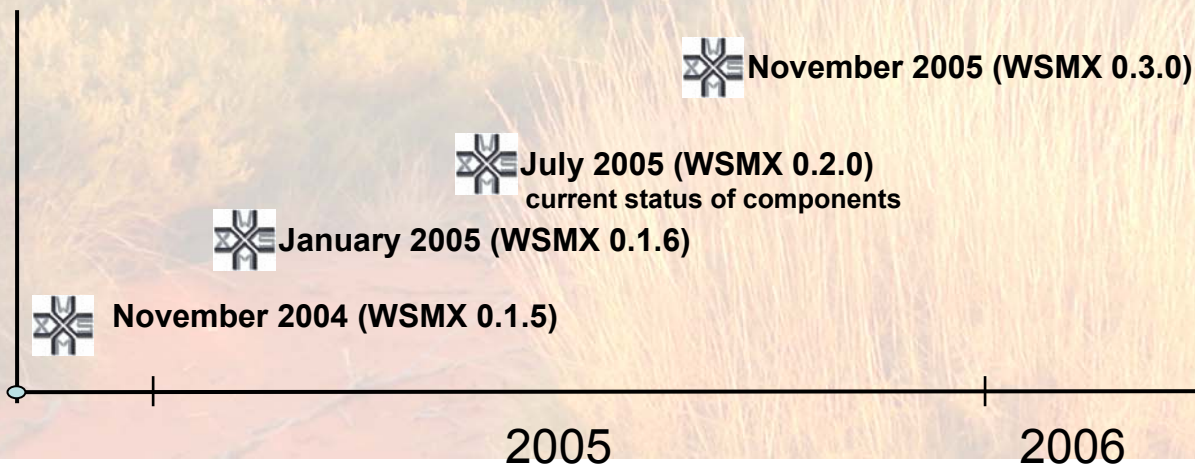 November 2005 (WSMX 0.3.0)
July 2005 (WSMX 0.2.0)
current status of components
January 2005 (WSMX 0.1.6)
November 2004 (WSMX 0.1.5)
2005 2006